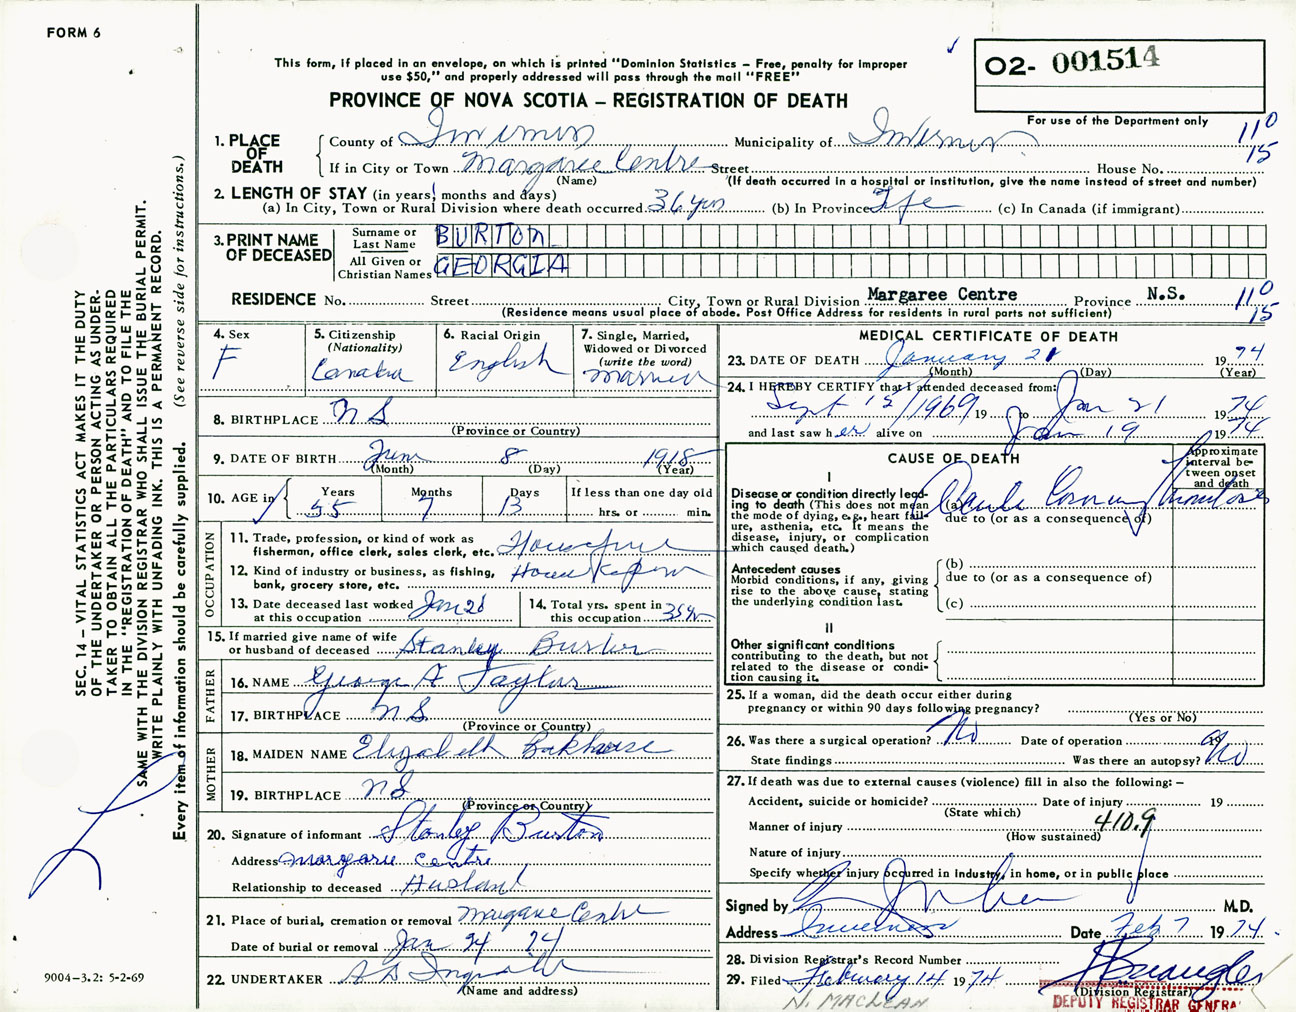 FORM 6
This form, if placed in an envelope, on which is printed "Dominion Statistics – Free, penalty for improper
use $50," and properly addressed will pass through the mail "FREE"
PROVINCE OF NOVA SCOTIA – REGISTRATION OF DEATH
O2- 001514
For use of the Department only
110
15
1. PLACE OF DEATH
County of Inverness Municipality of Inverness
If in City or Town Margaree Centre Street House No.
(Name) (If death occurred in a hospital or institution, give the name instead of street and number)
2. LENGTH OF STAY (in years, months and days)
(a) In City, Town or Rural Division where death occurred 36 yrs (b) In Province Life (c) In Canada (if immigrant)
3. PRINT NAME OF DECEASED
Surname or Last Name BURTON
All Given or Christian Names GEORGIA
RESIDENCE No. Street City, Town or Rural Division Margaree Centre Province N.S. 110
(Residence means usual place of abode. Post Office Address for residents in rural parts not sufficient) 15
4. Sex F
5. Citizenship (Nationality) Canadian
6. Racial Origin English
7. Single, Married, Widowed or Divorced (write the word) Married
8. BIRTHPLACE N S
(Province or Country)
9. DATE OF BIRTH June 8 1918
(Month) (Day) (Year)
10. AGE in Years Months Days If less than one day old
55 7 13 hrs. or min.
OCCUPATION
11. Trade, profession, or kind of work as
fisherman, office clerk, sales clerk, etc. Housewife
12. Kind of industry or business, as fishing,
bank, grocery store, etc.
13. Date deceased last worked at this occupation Jan 21
14. Total yrs. spent in this occupation
15. If married give name of wife
or husband of deceased Stanley Burton
FATHER
16. NAME George A Taylor
17. BIRTHPLACE N S
(Province or Country)
MOTHER
18. MAIDEN NAME Elizabeth
19. BIRTHPLACE N S
(Province or Country)
20. Signature of informant Stanley Burton
Address Margaree Centre
Relationship to deceased Husband
21. Place of burial, cremation or removal Margaree Centre
Date of burial or removal Jan 24 74
22. UNDERTAKER
(Name and address)
MEDICAL CERTIFICATE OF DEATH
23. DATE OF DEATH January 21 1974
(Month) (Day) (Year)
24. I HEREBY CERTIFY that I attended deceased from:
Sept 12/1969 19 to Jan 21 1974
and last saw her alive on Jan 19 1974
CAUSE OF DEATH
Approximate interval between onset and death
I
Disease or condition directly lead-
ing to death (This does not mean
the mode of dying, e.g., heart fail-
ure, asthenia, etc. It means the
disease, injury, or complication
which caused death.)
(a) Acute Coronary Thrombosis
due to (or as a consequence of)
Antecedent causes
Morbid conditions, if any, giving
rise to the above cause, stating
the underlying condition last.
(b)
due to (or as a consequence of)
(c)
II
Other significant conditions
contributing to the death, but not
related to the disease or condi-
tion causing it.
25. If a woman, did the death occur either during
pregnancy or within 90 days following pregnancy?
(Yes or No)
26. Was there a surgical operation? No Date of operation 19
State findings Was there an autopsy? No
27. If death was due to external causes (violence) fill in also the following: –
Accident, suicide or homicide? Date of injury 19
(State which)
Manner of injury 410.9
(How sustained)
Nature of injury
Specify whether injury occurred in industry, in home, or in public place
Signed by M.D.
Address Inverness Date Feb 7 1974
28. Division Registrar's Record Number
29. Filed February 14 1974
(Division Registrar)
N. MACLEAN
DEPUTY REGISTRAR GENERA
SEC. 14 – VITAL STATISTICS ACT MAKES IT THE DUTY
OF THE UNDERTAKER OR PERSON ACTING AS UNDER-
TAKER TO OBTAIN ALL THE PARTICULARS REQUIRED
IN THE "REGISTRATION OF DEATH" AND TO FILE THE
SAME WITH THE DIVISION REGISTRAR WHO SHALL ISSUE THE BURIAL PERMIT.
WRITE PLAINLY WITH UNFADING INK. THIS IS A PERMANENT RECORD.
Every item of information should be carefully supplied. (See reverse side for instructions.)
9004-3.2: 5-2-69